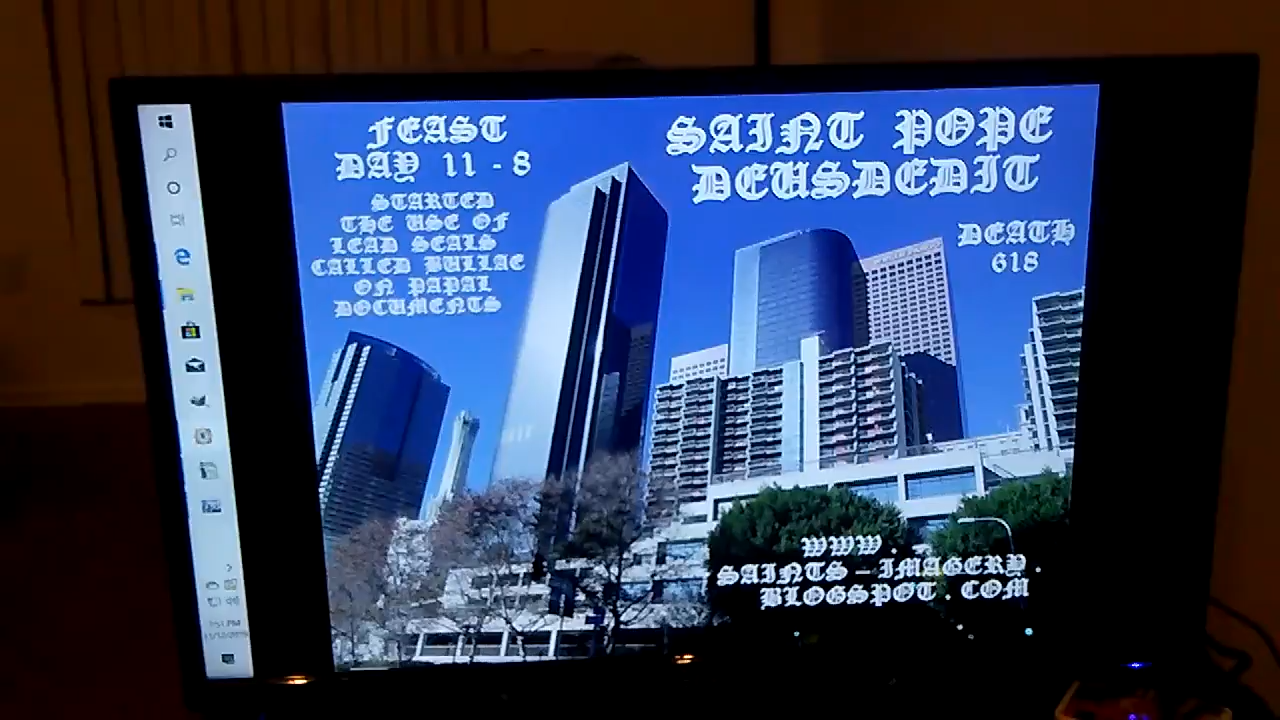 FEAST
DAY 11 - 8
STARTED
THE USE OF
LEAD SEALS
CALLED BULLAE
ON PAPAL
DOCUMENTS
SAINT POPE
DEUSDEDIT
DEATH
618
WWW.
SAINTS-IMAGERY.
BLOGSPOT.COM